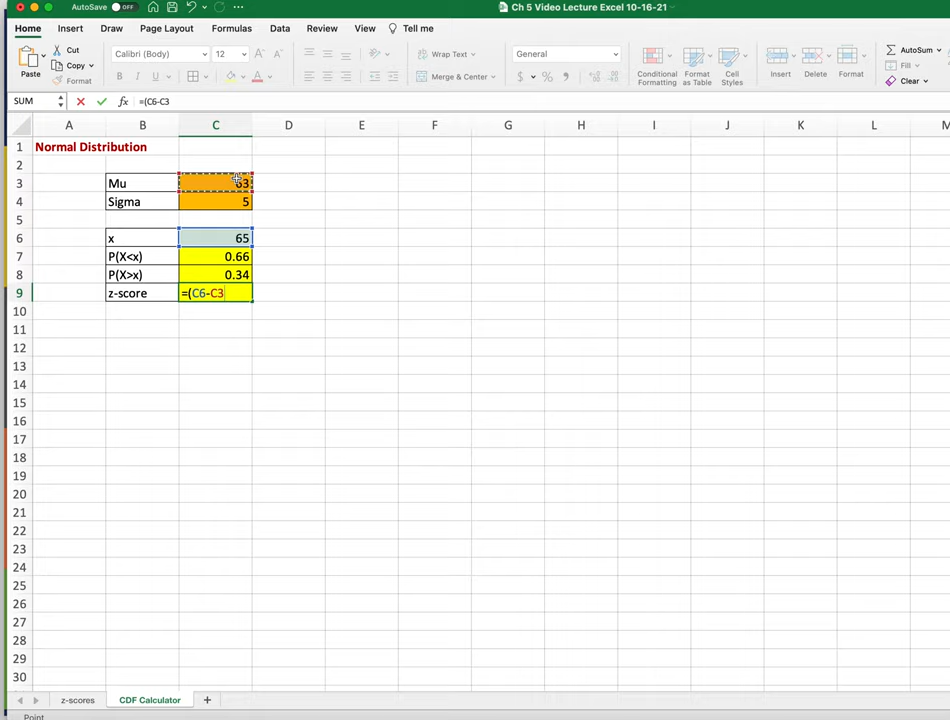 AutoSave OFF ... Ch 5 Video Lecture Excel 10-16-21
Home Insert Draw Page Layout Formulas Data Review View Tell me
Paste Cut Copy Format Calibri (Body) 12 A A B I U A Wrap Text Merge & Center General $ % Conditional Formatting Format as Table Cell Styles Insert Delete Format AutoSum Fill Clear
SUM fx =(C6-C3
A B C D E F G H I J K L M
1 Normal Distribution
2
3 Mu 63
4 Sigma 5
5
6 x 65
7 P(X<x) 0.66
8 P(X>x) 0.34
9 z-score =(C6-C3
10
11
12
13
14
15
16
17
18
19
20
21
22
23
24
25
26
27
28
29
30
z-scores CDF Calculator +
Point